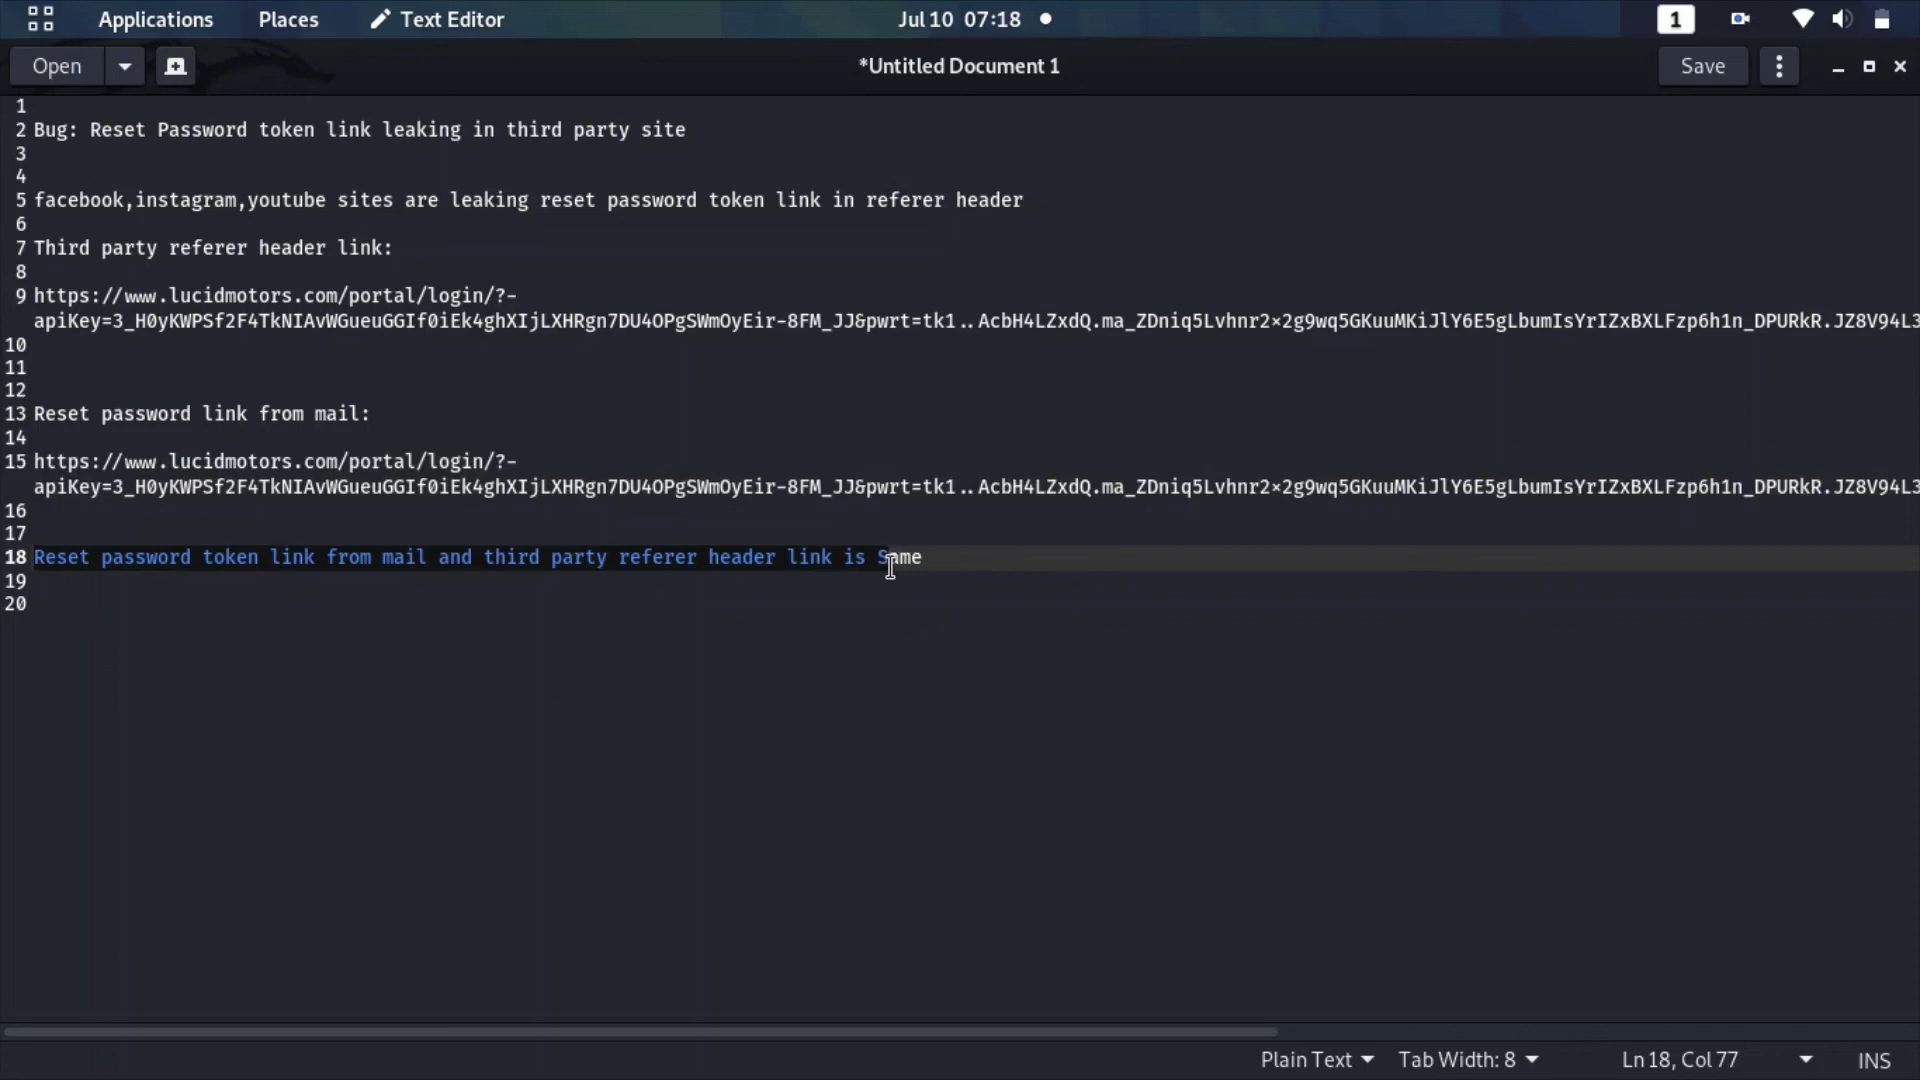 Applications Places Text Editor Jul 10 07:18 1
Open *Untitled Document 1 Save
1
2 Bug: Reset Password token link leaking in third party site
3
4
5 facebook,instagram,youtube sites are leaking reset password token link in referer header
6
7 Third party referer header link:
8
9 https://www.lucidmotors.com/portal/login/?-
apiKey=3_H0yKWPSf2F4TkNIAvWGueuGGIf0iEk4ghXIjLXHRgn7DU4OPgSWmOyEir-8FM_JJ&pwrt=tk1..AcbH4LZxdQ.ma_ZDniq5Lvhnr2×2g9wq5GKuuMKiJlY6E5gLbumIsYrIZxBXLFzp6h1n_DPURkR.JZ8V94L3
10
11
12
13 Reset password link from mail:
14
15 https://www.lucidmotors.com/portal/login/?-
apiKey=3_H0yKWPSf2F4TkNIAvWGueuGGIf0iEk4ghXIjLXHRgn7DU4OPgSWmOyEir-8FM_JJ&pwrt=tk1..AcbH4LZxdQ.ma_ZDniq5Lvhnr2×2g9wq5GKuuMKiJlY6E5gLbumIsYrIZxBXLFzp6h1n_DPURkR.JZ8V94L3
16
17
18 Reset password token link from mail and third party referer header link is Same
19
20
Plain Text Tab Width: 8 Ln 18, Col 77 INS